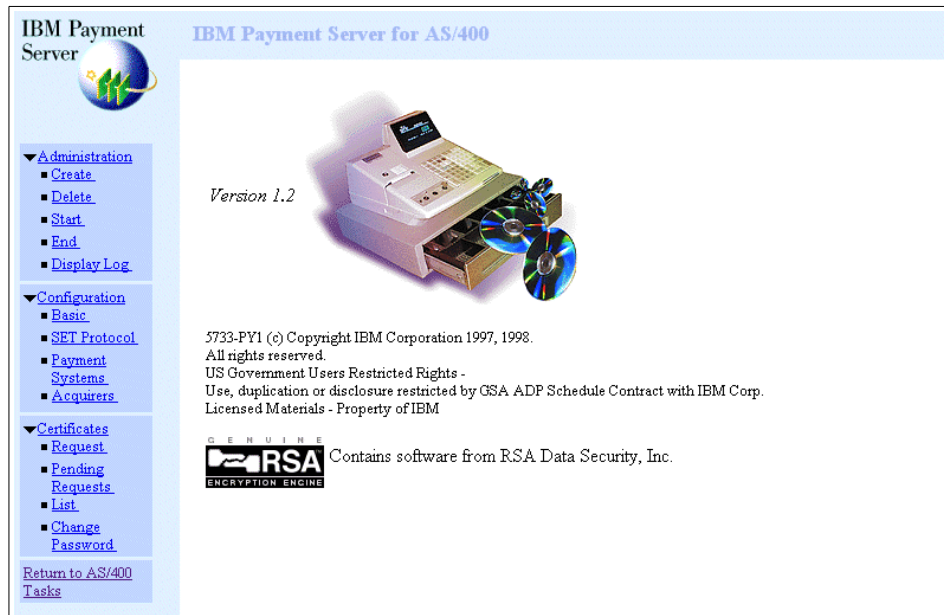 IBM Payment
Server
IBM Payment Server for AS/400
Administration
Create
Delete
Start
End
Display Log
Configuration
Basic
SET Protocol
Payment
Systems
Acquirers
Certificates
Request
Pending
Requests
List
Change
Password
Return to AS/400
Tasks
Version 1.2
5733-PY1 (c) Copyright IBM Corporation 1997, 1998.
All rights reserved.
US Government Users Restricted Rights -
Use, duplication or disclosure restricted by GSA ADP Schedule Contract with IBM Corp.
Licensed Materials - Property of IBM
GENUINE
RSA
ENCRYPTION ENGINE
Contains software from RSA Data Security, Inc.